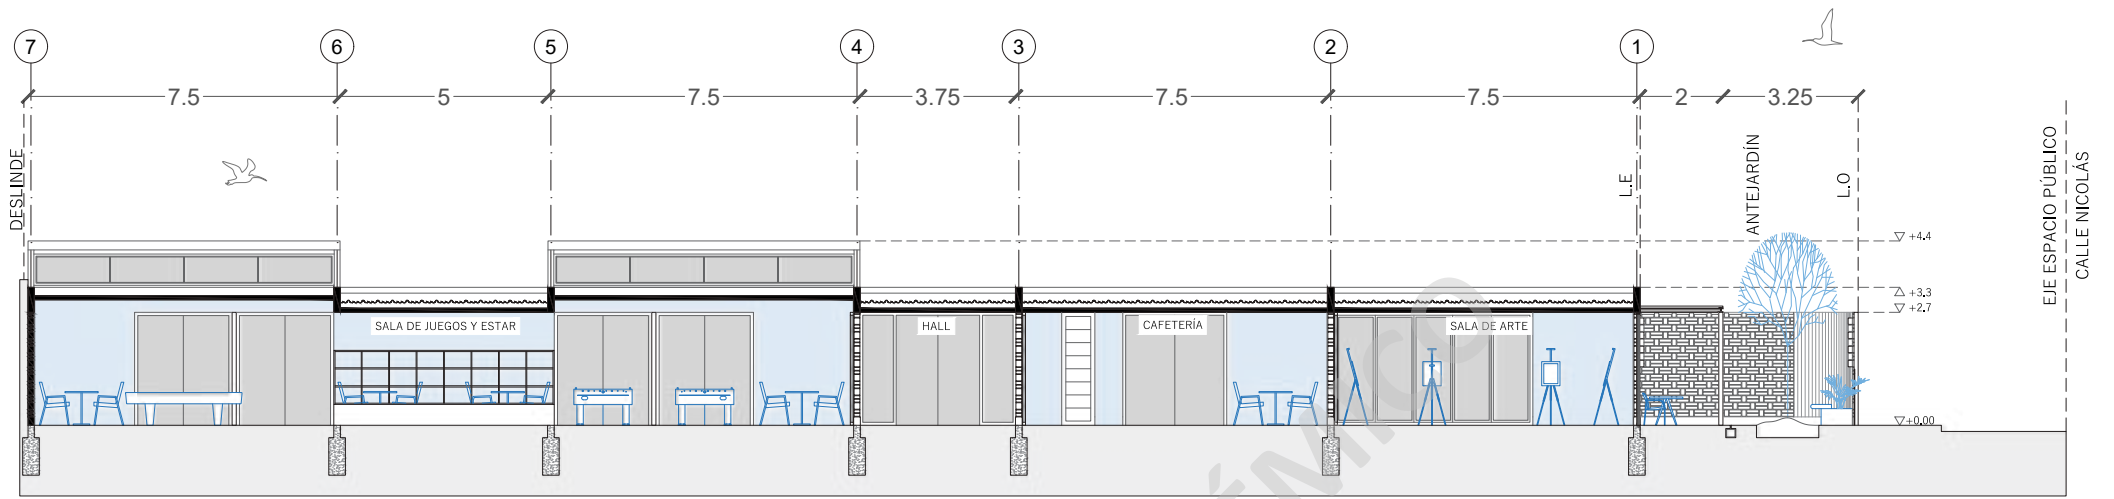 7 6 5 4 3 2 1
7.5 5 7.5 3.75 7.5 7.5 2 3.25
DESLINDE
L.E
ANTEJARDÍN
L.O
EJE ESPACIO PÚBLICO
CALLE NICOLÁS
+4.4
+3.3
+2.7
SALA DE JUEGOS Y ESTAR
HALL
CAFETERÍA
SALA DE ARTE
+0.00
ÉMICO